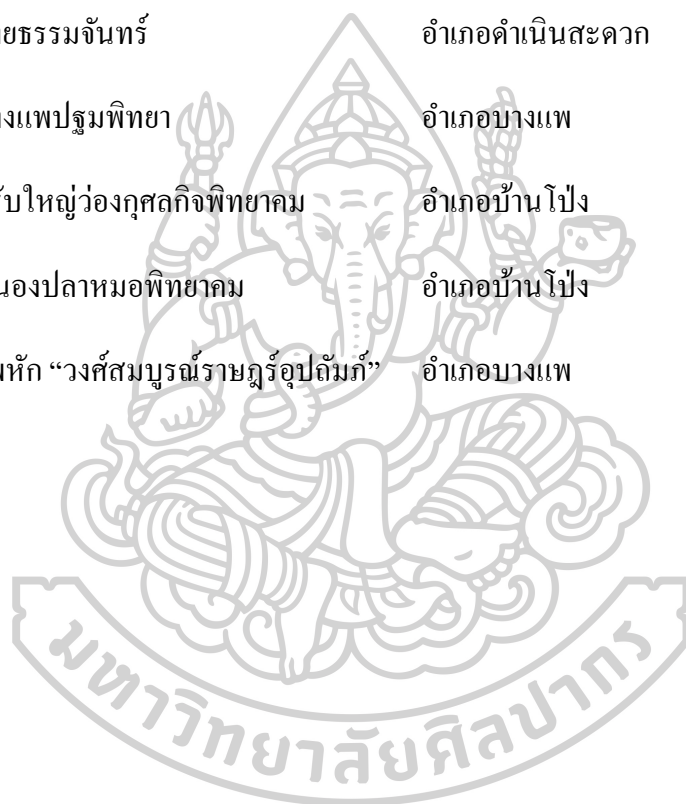 ยธรรมจันทร์ อำเภอดำเนินสะดวก
งแพปฐมพิทยา อำเภอบางแพ
ับใหญ่ว่องกุศลกิจพิทยาคม อำเภอบ้านโป่ง
นองปลาหมอพิทยาคม อำเภอบ้านโป่ง
หัก “วงศ์สมบูรณ์ราษฎร์อุปถัมภ์” อำเภอบางแพ
มหาวิทยาลัยศิลปากร